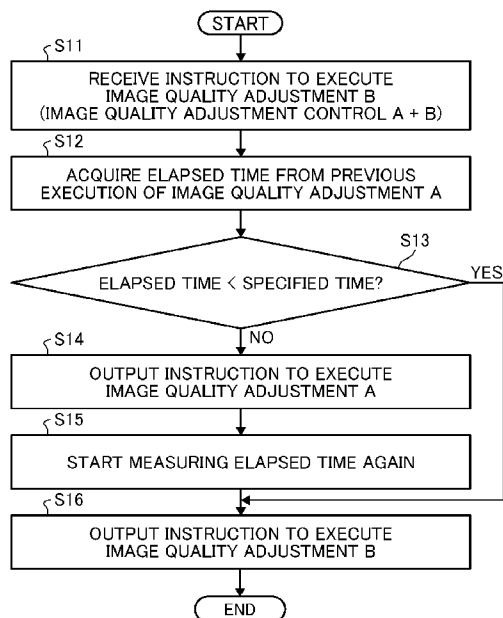 START
S11
RECEIVE INSTRUCTION TO EXECUTE
IMAGE QUALITY ADJUSTMENT B
(IMAGE QUALITY ADJUSTMENT CONTROL A + B)
S12
ACQUIRE ELAPSED TIME FROM PREVIOUS
EXECUTION OF IMAGE QUALITY ADJUSTMENT A
S13
ELAPSED TIME < SPECIFIED TIME?
YES
NO
S14
OUTPUT INSTRUCTION TO EXECUTE
IMAGE QUALITY ADJUSTMENT A
S15
START MEASURING ELAPSED TIME AGAIN
S16
OUTPUT INSTRUCTION TO EXECUTE
IMAGE QUALITY ADJUSTMENT B
END